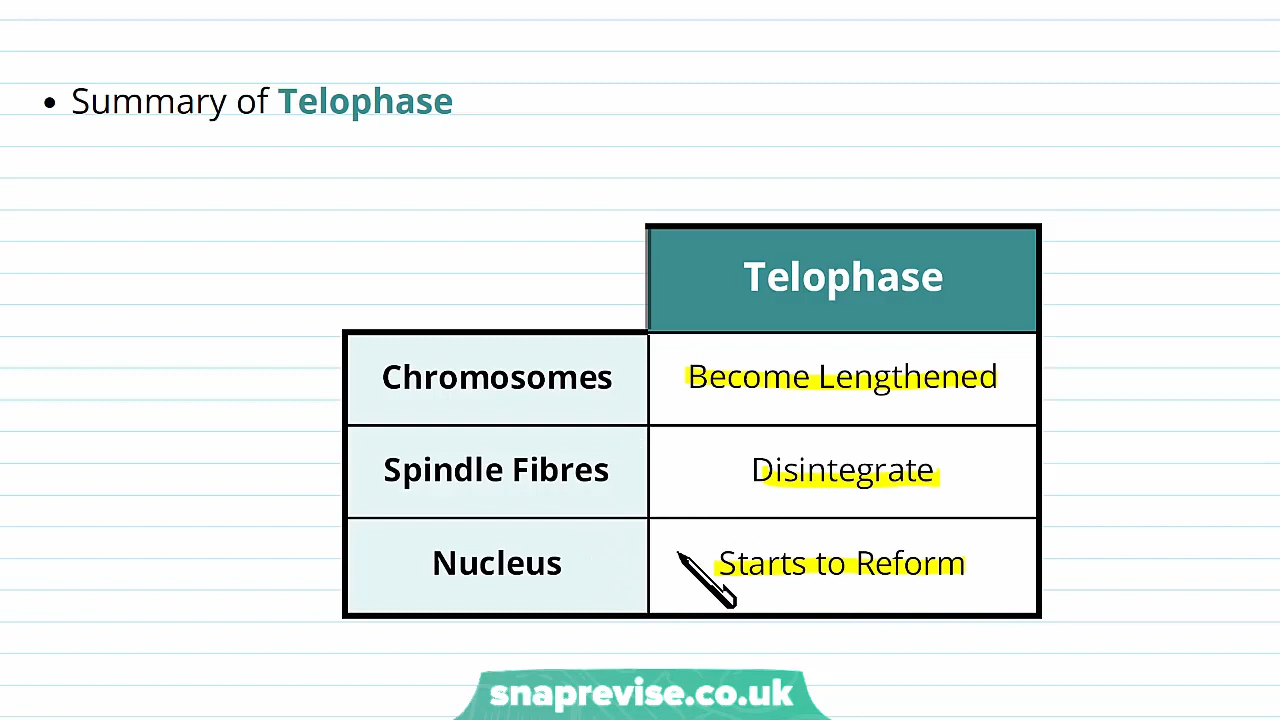 • Summary of Telophase
Telophase
Chromosomes Become Lengthened
Spindle Fibres Disintegrate
Nucleus Starts to Reform
snaprevise.co.uk